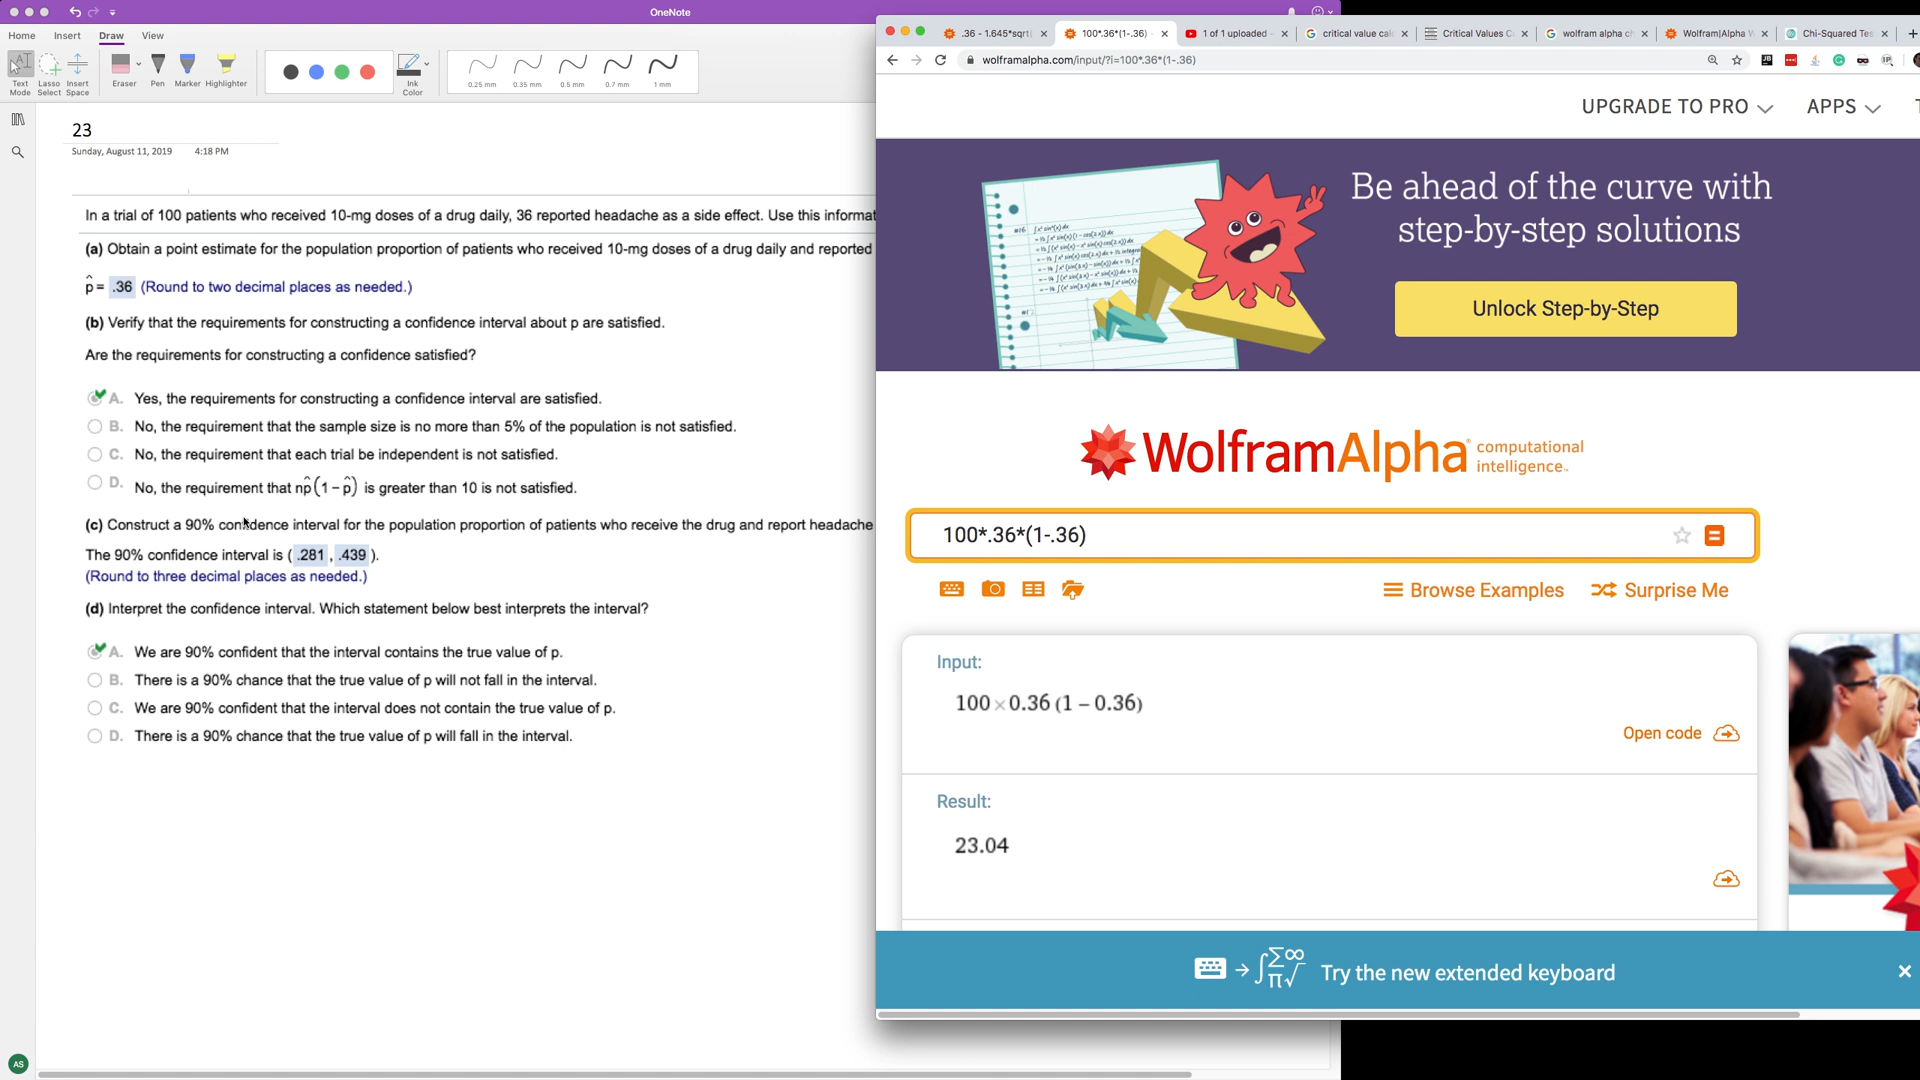 OneNote
Home Insert Draw View
Text Mode
Lasso Select
Insert Space
Eraser
Pen
Marker
Highlighter
Ink Color
0.25 mm 0.35 mm 0.5 mm 0.7 mm 1 mm
23
Sunday, August 11, 2019 4:18 PM
In a trial of 100 patients who received 10-mg doses of a drug daily, 36 reported headache as a side effect. Use this informat
(a) Obtain a point estimate for the population proportion of patients who received 10-mg doses of a drug daily and reported
p̂ = .36 (Round to two decimal places as needed.)
(b) Verify that the requirements for constructing a confidence interval about p are satisfied.
Are the requirements for constructing a confidence satisfied?
A. Yes, the requirements for constructing a confidence interval are satisfied.
B. No, the requirement that the sample size is no more than 5% of the population is not satisfied.
C. No, the requirement that each trial be independent is not satisfied.
D. No, the requirement that np̂(1−p̂) is greater than 10 is not satisfied.
(c) Construct a 90% confidence interval for the population proportion of patients who receive the drug and report headache
The 90% confidence interval is ( .281 , .439 ).
(Round to three decimal places as needed.)
(d) Interpret the confidence interval. Which statement below best interprets the interval?
A. We are 90% confident that the interval contains the true value of p.
B. There is a 90% chance that the true value of p will not fall in the interval.
C. We are 90% confident that the interval does not contain the true value of p.
D. There is a 90% chance that the true value of p will fall in the interval.
AS
.36 - 1.645*sqrt( 100*.36*(1-.36) 1 of 1 uploaded critical value cal Critical Values C wolfram alpha ch Wolfram|Alpha Chi-Squared Tes
wolframalpha.com/input/?i=100*.36*(1-.36)
UPGRADE TO PRO APPS
Be ahead of the curve with
step-by-step solutions
Unlock Step-by-Step
WolframAlpha computational intelligence™
100*.36*(1-.36)
Browse Examples Surprise Me
Input:
100×0.36 (1 – 0.36)
Open code
Result:
23.04
→ ∫Σ∞π√ Try the new extended keyboard